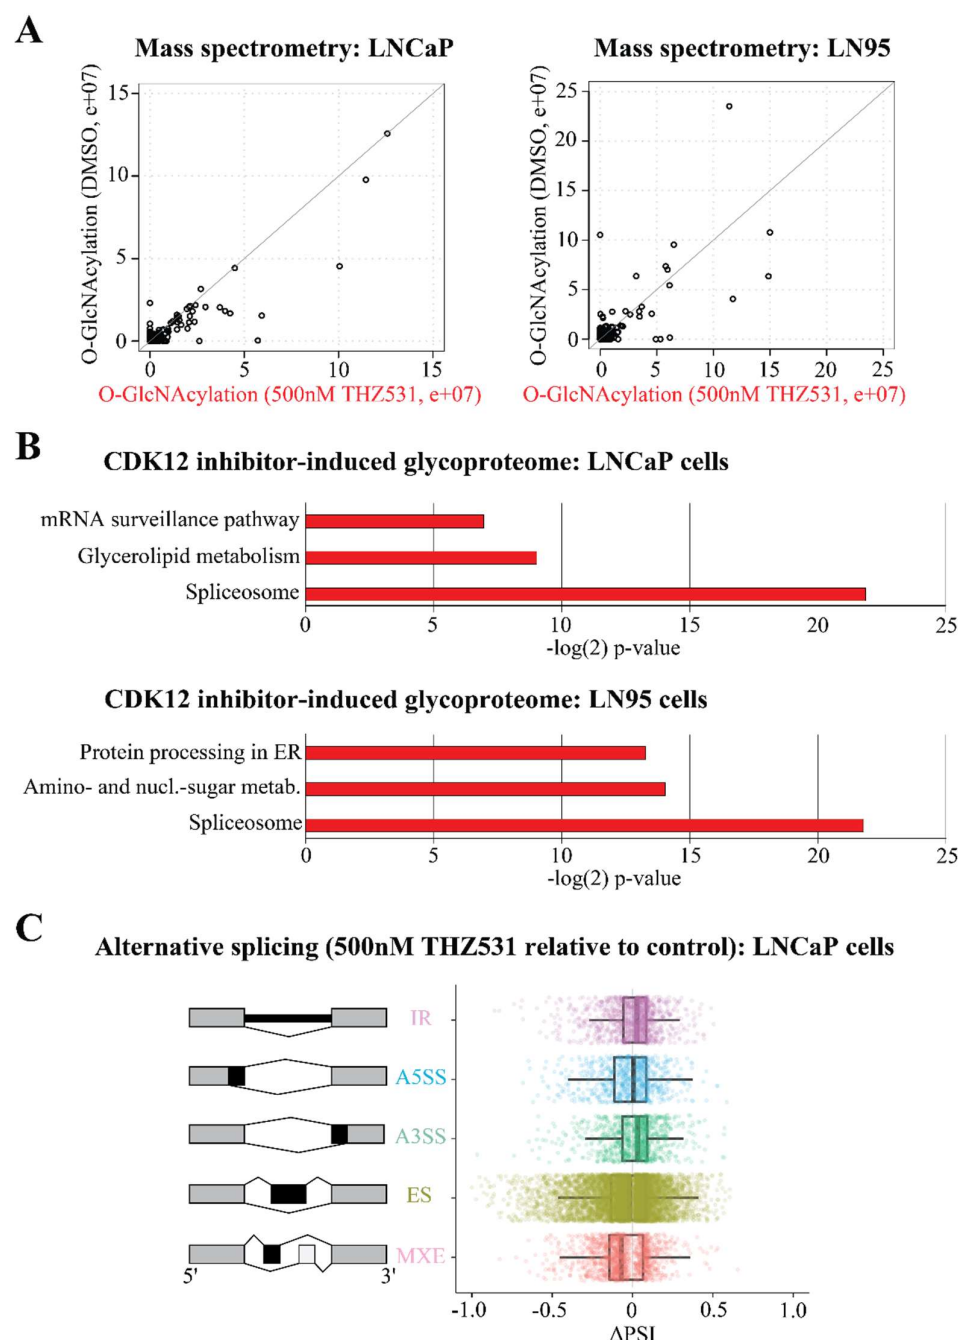 A
Mass spectrometry: LNCaP
O-GlcNAcylation (DMSO, e+07)
15
10
5
0
0 5 10 15
O-GlcNAcylation (500nM THZ531, e+07)
Mass spectrometry: LN95
O-GlcNAcylation (DMSO, e+07)
25
20
15
10
5
0
0 5 10 15 20 25
O-GlcNAcylation (500nM THZ531, e+07)
B
CDK12 inhibitor-induced glycoproteome: LNCaP cells
mRNA surveillance pathway
Glycerolipid metabolism
Spliceosome
0 5 10 15 20 25
-log(2) p-value
CDK12 inhibitor-induced glycoproteome: LN95 cells
Protein processing in ER
Amino- and nucl.-sugar metab.
Spliceosome
0 5 10 15 20 25
-log(2) p-value
C
Alternative splicing (500nM THZ531 relative to control): LNCaP cells
IR
A5SS
A3SS
ES
MXE
5' 3'
-1.0 -0.5 0 0.5 1.0
ΔPSI